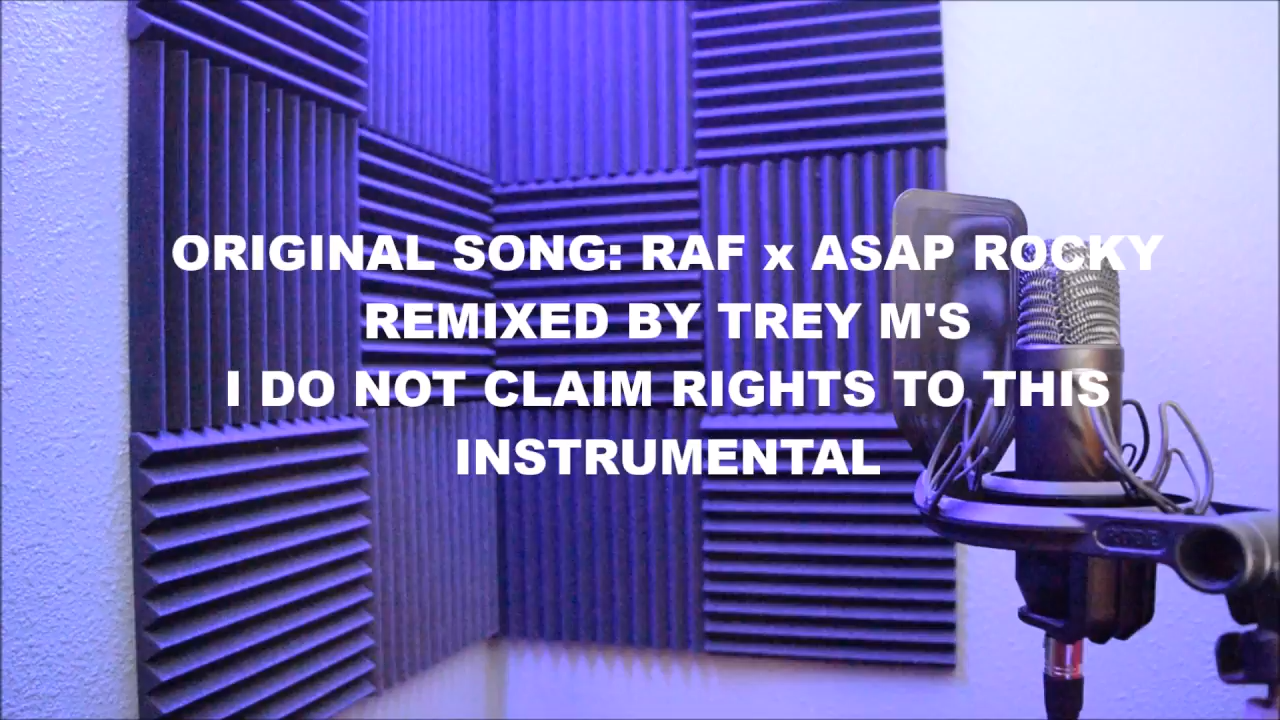 ORIGINAL SONG: RAF x ASAP ROCKY
REMIXED BY TREY M'S
I DO NOT CLAIM RIGHTS TO THIS
INSTRUMENTAL